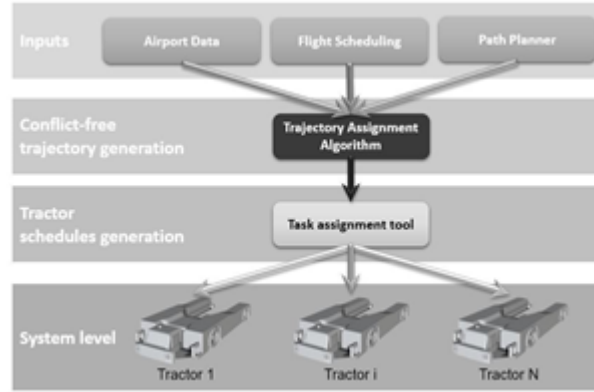 Inputs
Airport Data
Flight Scheduling
Path Planner
Conflict-free
trajectory generation
Trajectory Assignment
Algorithm
Tractor
schedules generation
Task assignment tool
System level
Tractor 1
Tractor i
Tractor N